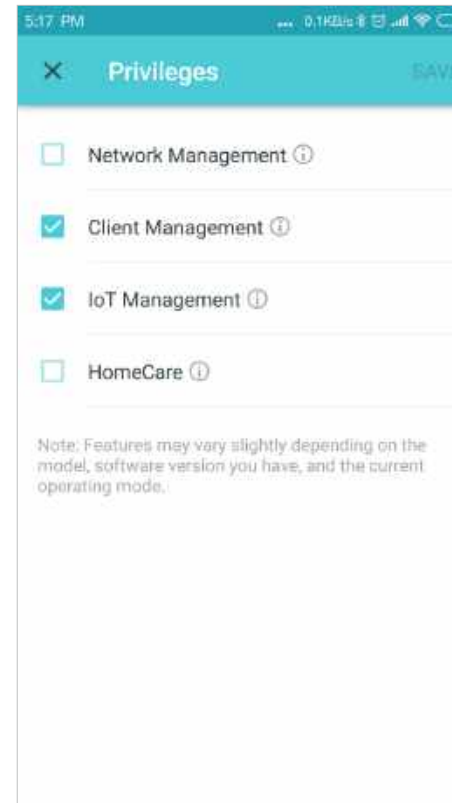 5:17 PM ... 0.1KB/s
Privileges SAV
Network Management
Client Management
IoT Management
HomeCare
Note: Features may vary slightly depending on the
model, software version you have, and the current
operating mode.